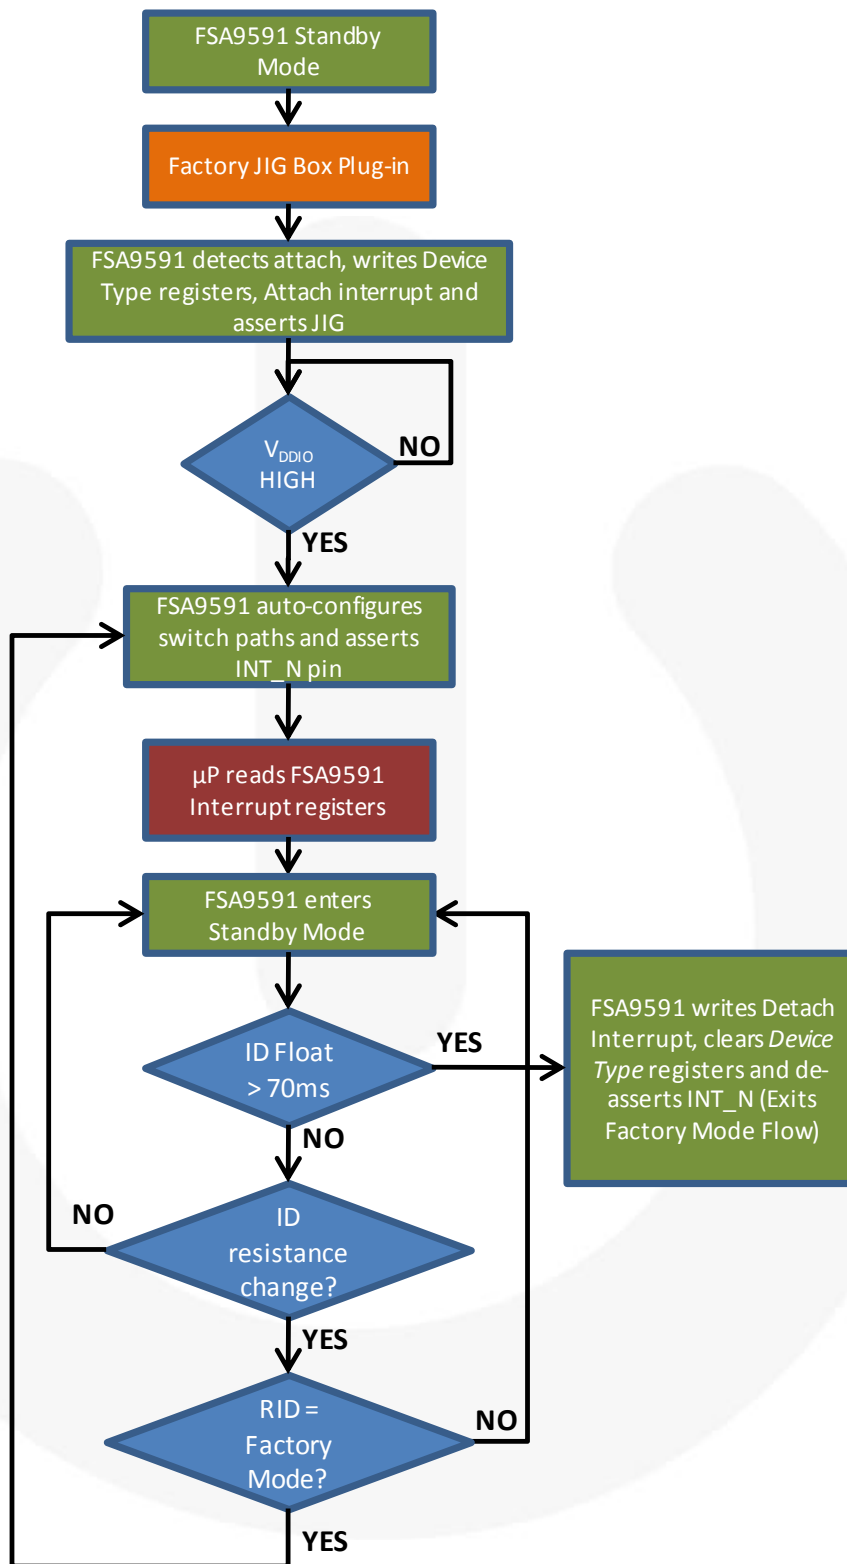 FSA9591 Standby
Mode
Factory JIG Box Plug-in
FSA9591 detects attach, writes Device
Type registers, Attach interrupt and
asserts JIG
VDDIO
HIGH
NO
YES
FSA9591 auto-configures
switch paths and asserts
INT_N pin
µP reads FSA9591
Interrupt registers
FSA9591 enters
Standby Mode
ID Float
> 70ms
YES
FSA9591 writes Detach
Interrupt, clears Device
Type registers and de-
asserts INT_N (Exits
Factory Mode Flow)
NO
ID
resistance
change?
NO
YES
RID =
Factory
Mode?
NO
YES